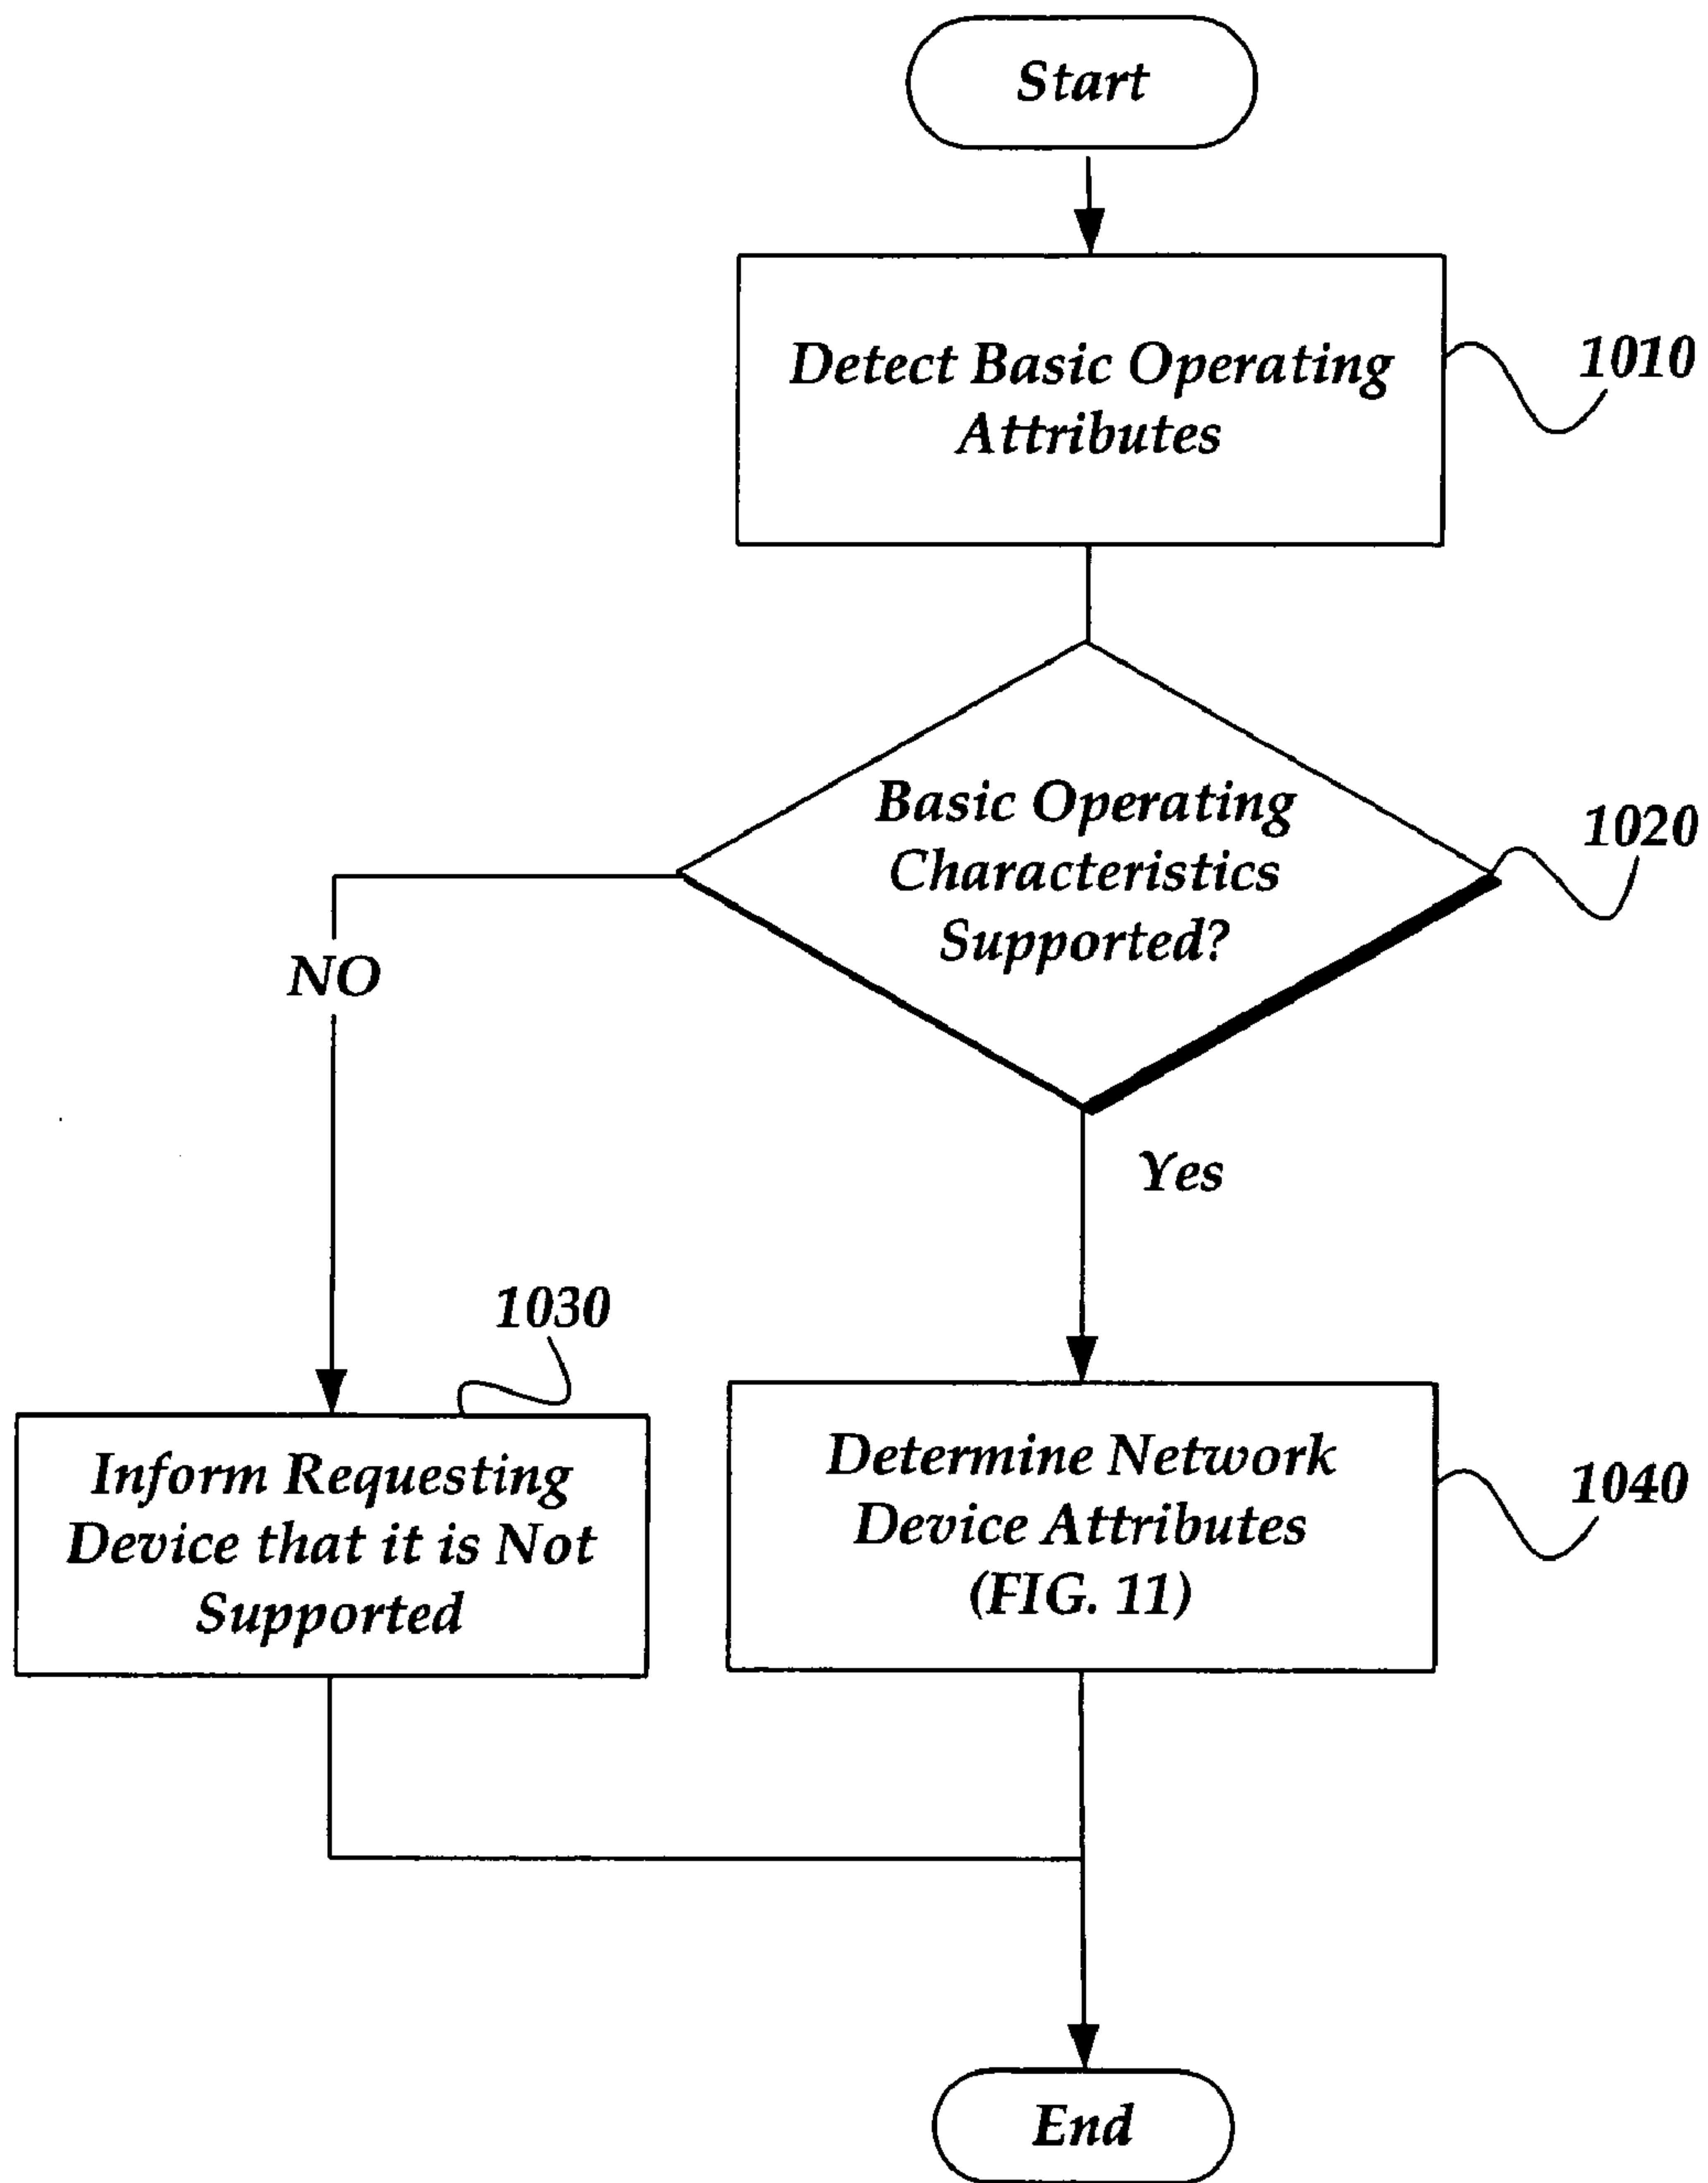 Start
Detect Basic Operating
Attributes
1010
Basic Operating
Characteristics
Supported?
1020
NO
Yes
1030
Inform Requesting
Device that it is Not
Supported
Determine Network
Device Attributes
(FIG. 11)
1040
End